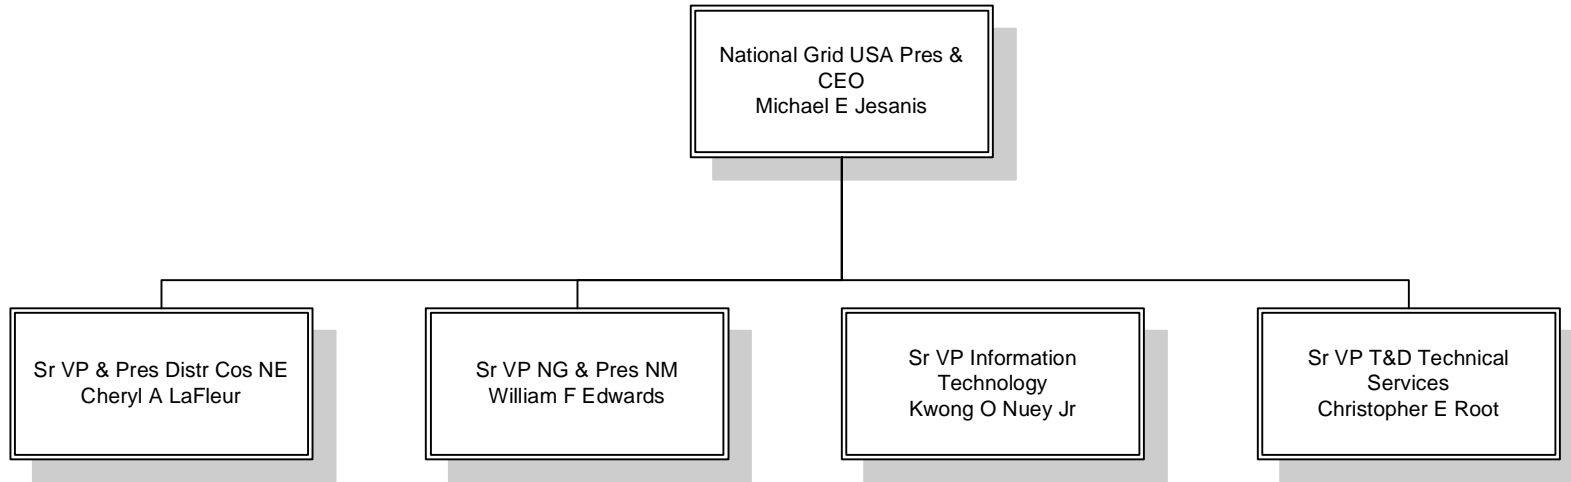 National Grid USA Pres &
CEO
Michael E Jesanis
Sr VP & Pres Distr Cos NE
Cheryl A LaFleur
Sr VP NG & Pres NM
William F Edwards
Sr VP Information
Technology
Kwong O Nuey Jr
Sr VP T&D Technical
Services
Christopher E Root